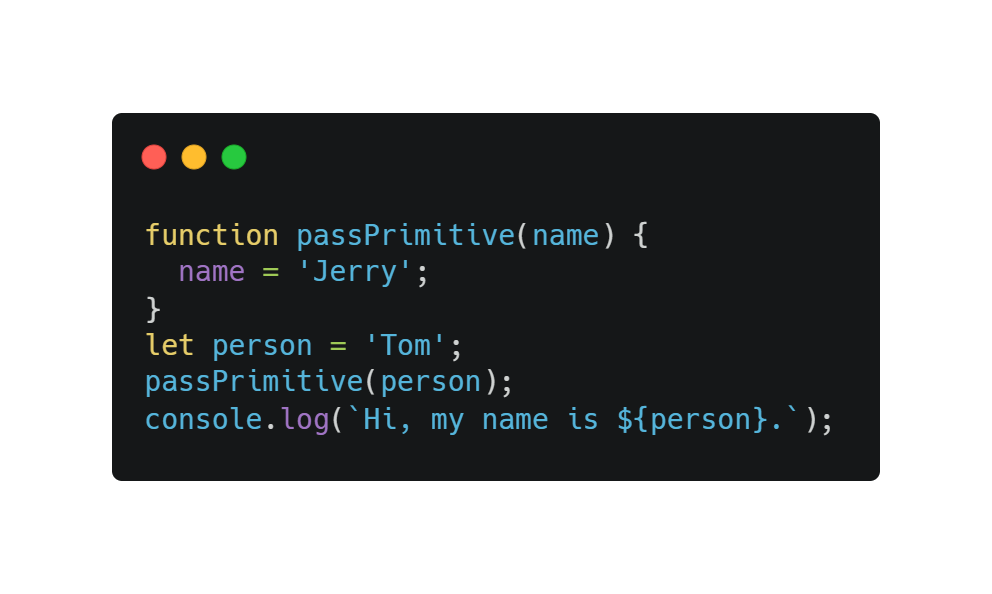 function passPrimitive(name) {
  name = 'Jerry';
}
let person = 'Tom';
passPrimitive(person);
console.log(`Hi, my name is ${person}.`);